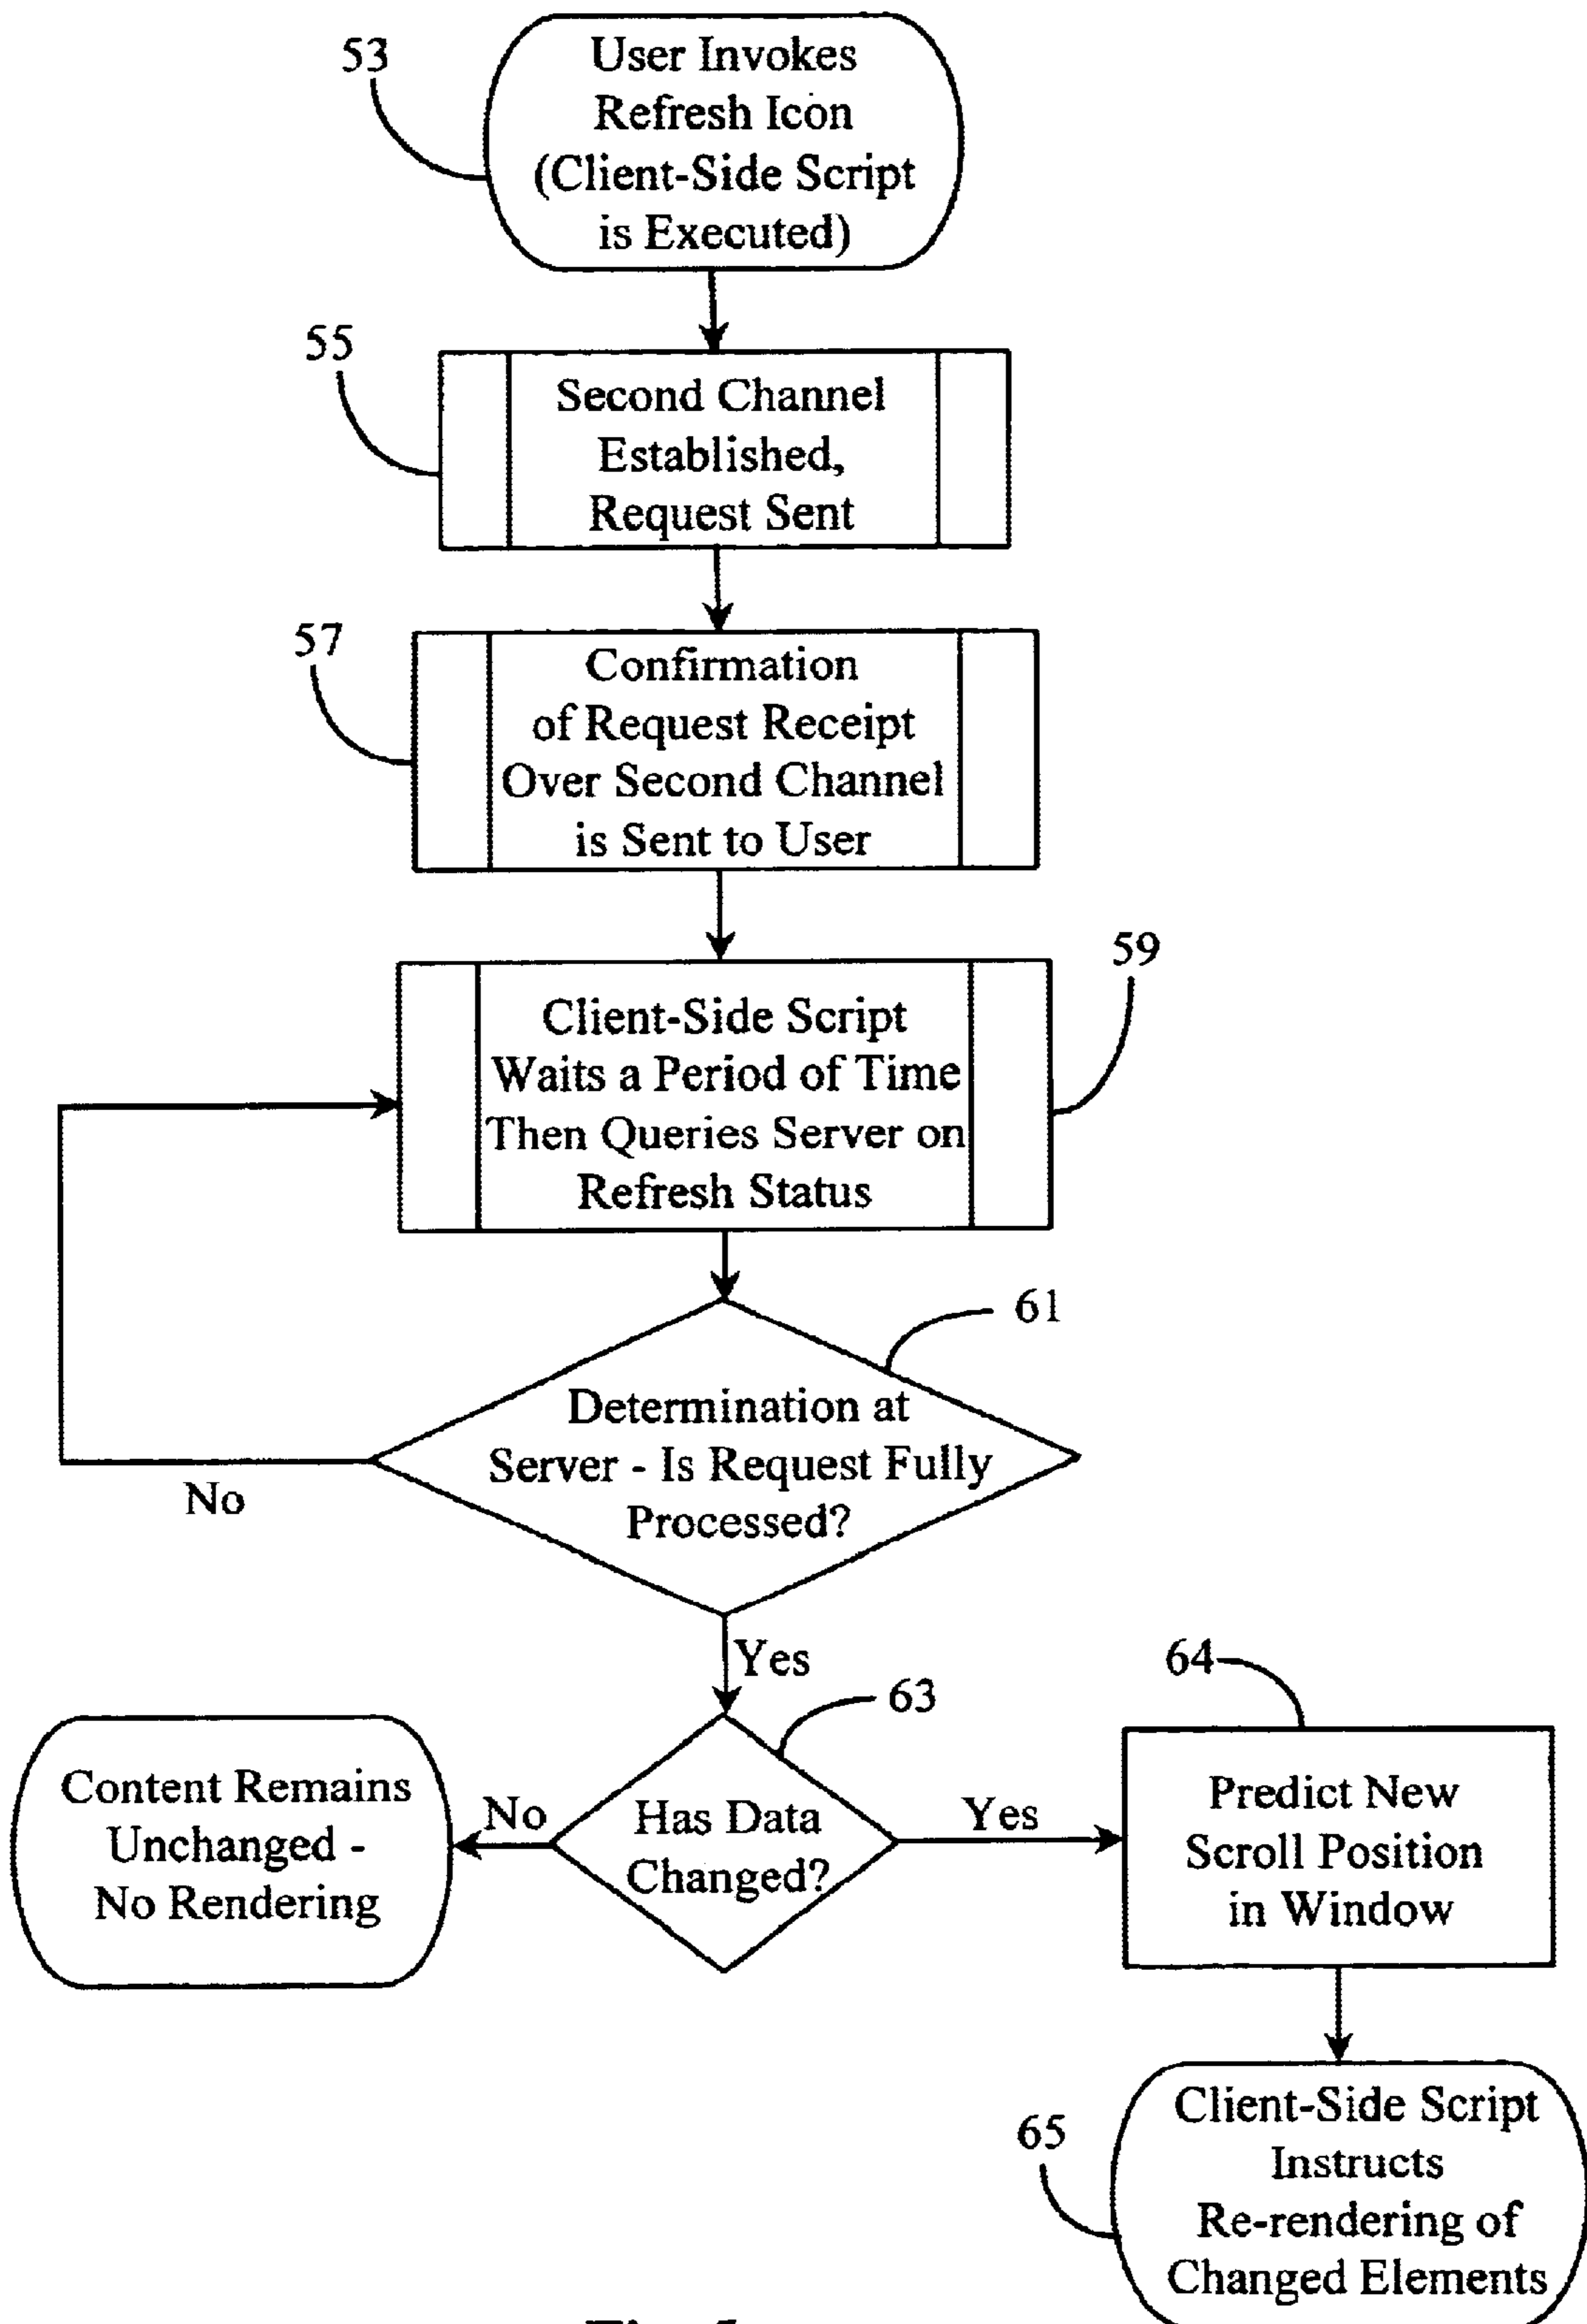 53
User Invokes
Refresh Icon
(Client-Side Script
is Executed)
55
Second Channel
Established,
Request Sent
57
Confirmation
of Request Receipt
Over Second Channel
is Sent to User
59
Client-Side Script
Waits a Period of Time
Then Queries Server on
Refresh Status
61
Determination at
Server - Is Request Fully
Processed?
No
Yes
63
64
Content Remains
Unchanged -
No Rendering
No
Has Data
Changed?
Yes
Predict New
Scroll Position
in Window
65
Client-Side Script
Instructs
Re-rendering of
Changed Elements